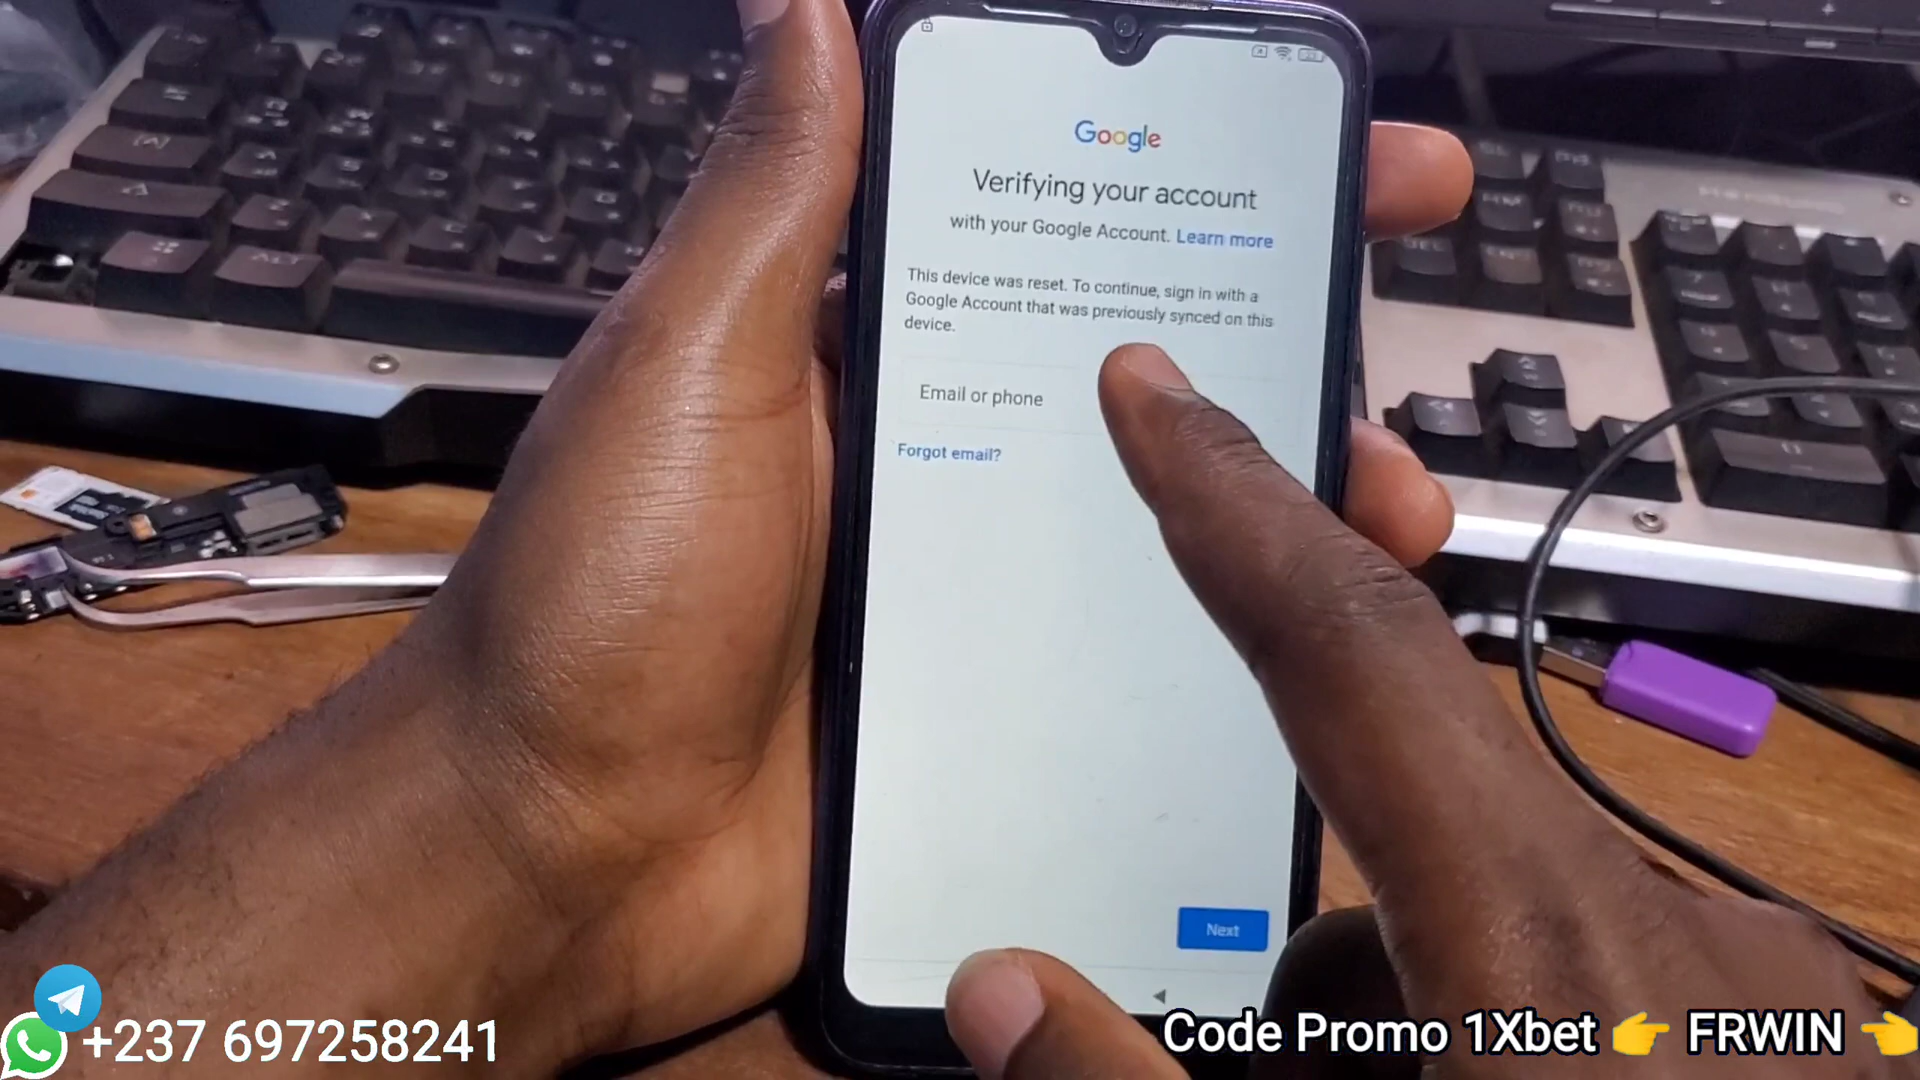 Google
Verifying your account
with your Google Account. Learn more
This device was reset. To continue, sign in with a
Google Account that was previously synced on this
device.
Email or phone
Forgot email?
Next
+237 697258241
Code Promo 1Xbet 👉 FRWIN 👈